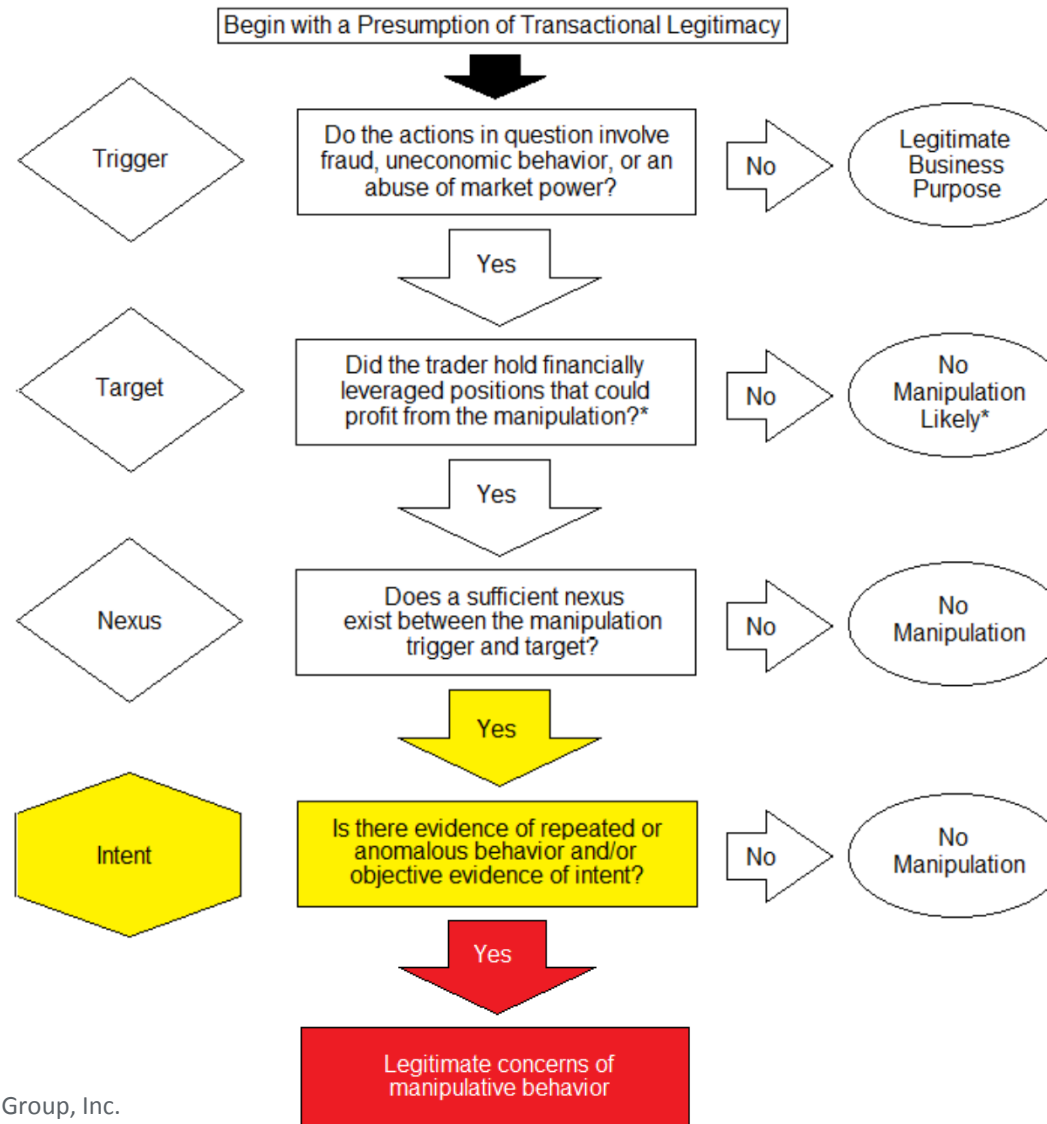 Begin with a Presumption of Transactional Legitimacy
Trigger
Do the actions in question involve
fraud, uneconomic behavior, or an
abuse of market power?
No
Legitimate
Business
Purpose
Yes
Target
Did the trader hold financially
leveraged positions that could
profit from the manipulation?*
No
No
Manipulation
Likely*
Yes
Nexus
Does a sufficient nexus
exist between the manipulation
trigger and target?
No
No
Manipulation
Yes
Intent
Is there evidence of repeated or
anomalous behavior and/or
objective evidence of intent?
No
No
Manipulation
Yes
Legitimate concerns of
manipulative behavior
Group, Inc.